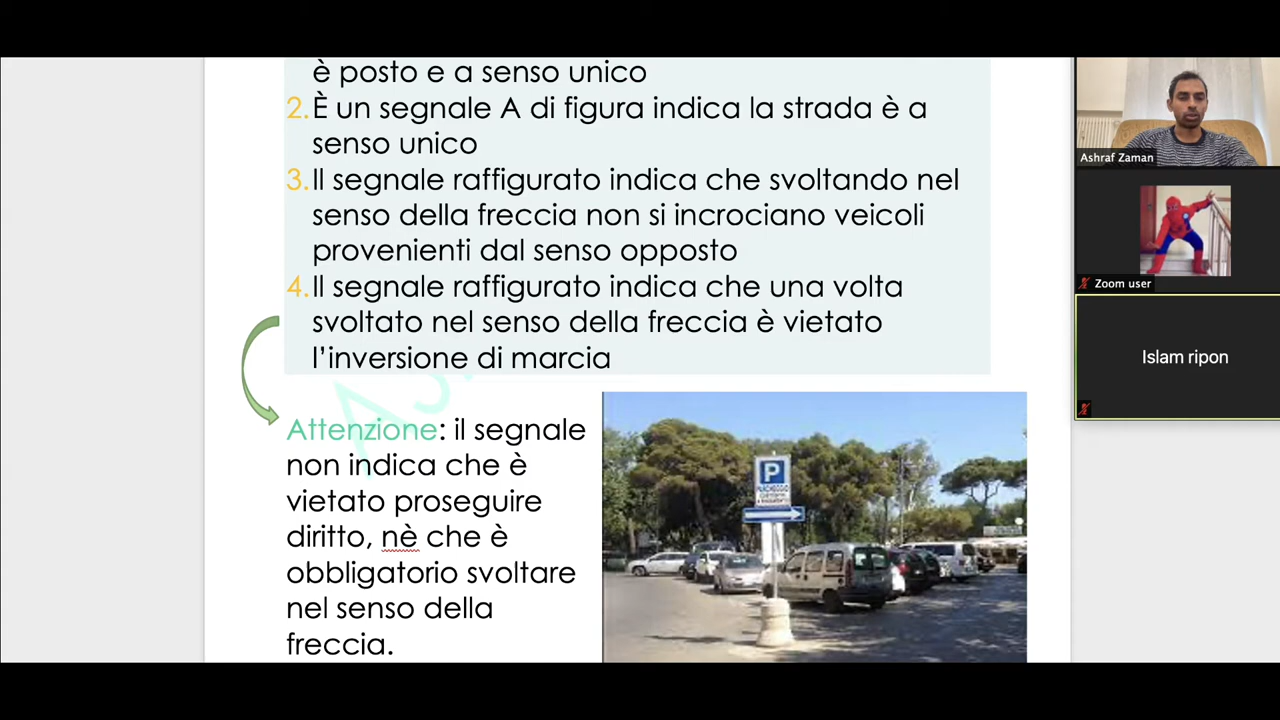 è posto e a senso unico
2. È un segnale A di figura indica la strada è a
senso unico
3. Il segnale raffigurato indica che svoltando nel
senso della freccia non si incrociano veicoli
provenienti dal senso opposto
4. Il segnale raffigurato indica che una volta
svoltato nel senso della freccia è vietato
l'inversione di marcia
Attenzione: il segnale
non indica che è
vietato proseguire
diritto, nè che è
obbligatorio svoltare
nel senso della
freccia.
P
PARCHEGGIO
Ashraf Zaman
Zoom user
Islam ripon